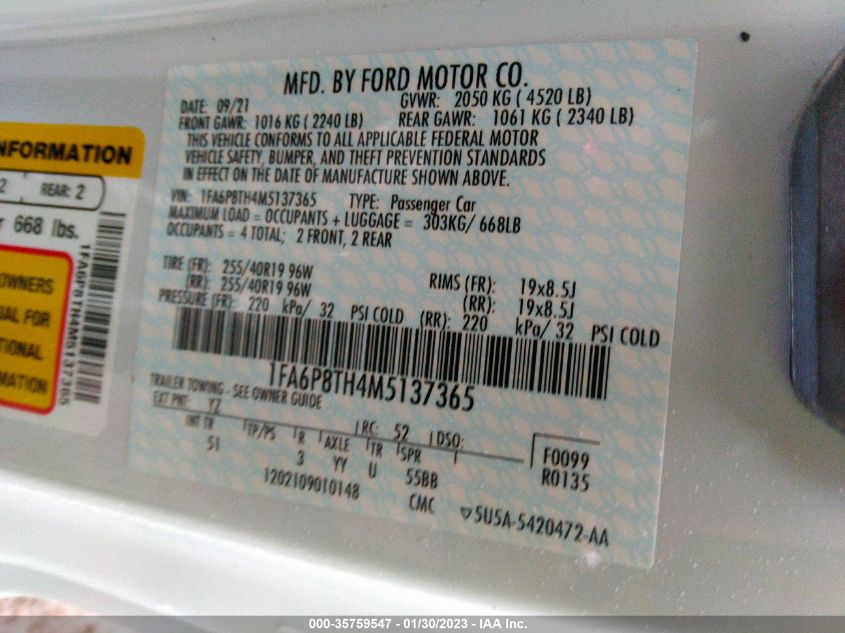 MFD. BY FORD MOTOR CO.
DATE: 09/21 GVWR: 2050 KG ( 4520 LB)
FRONT GAWR: 1016 KG ( 2240 LB) REAR GAWR: 1061 KG ( 2340 LB)
THIS VEHICLE CONFORMS TO ALL APPLICABLE FEDERAL MOTOR
VEHICLE SAFETY, BUMPER, AND THEFT PREVENTION STANDARDS
IN EFFECT ON THE DATE OF MANUFACTURE SHOWN ABOVE.
VIN: 1FA6P8TH4M5137365 TYPE: Passenger Car
MAXIMUM LOAD = OCCUPANTS + LUGGAGE = 303KG/ 668LB
OCCUPANTS = 4 TOTAL; 2 FRONT, 2 REAR
TIRE (FR): 255/40R19 96W RIMS (FR): 19x8.5J
(RR): 255/40R19 96W (RR): 19x8.5J
PRESSURE (FR): 220 kPa/ 32 PSI COLD (RR): 220 kPa/ 32 PSI COLD
1FA6P8TH4M5137365
TRAILER TOWING - SEE OWNER GUIDE
EXT PNT: YZ RC: 52 DSO:
INT TR TP/PS R AXLE TR SPR
51 3 YY U 55BB
F0099
R0135
1202109010148 CMC 5U5A-5420472-AA
NFORMATION
2 REAR: 2
r 668 lbs.
OWNERS
AL FOR
TIONAL
RMATION
1FA6P8TH4M5137365
000-35759547 - 01/30/2023 - IAA Inc.